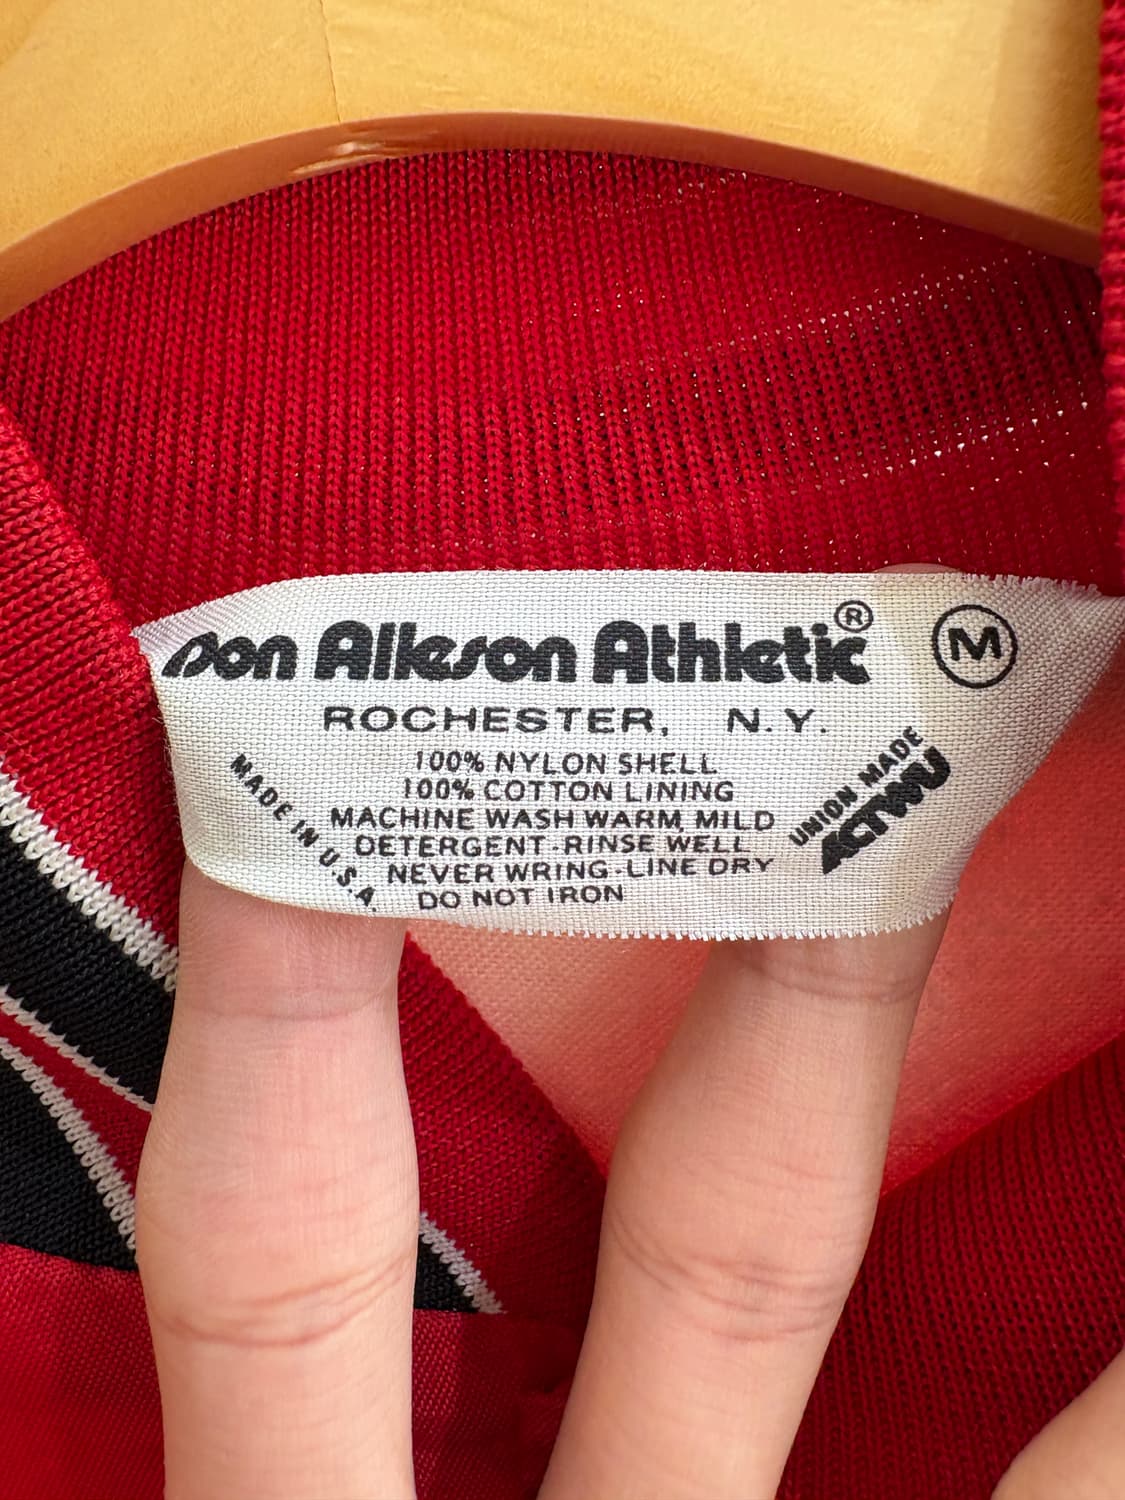 Don Alleson Athletic ®
M
ROCHESTER, N.Y.
100% NYLON SHELL
100% COTTON LINING
MACHINE WASH WARM, MILD
DETERGENT-RINSE WELL
NEVER WRING-LINE DRY
DO NOT IRON
MADE IN U.S.A.
UNION MADE
ACTWU